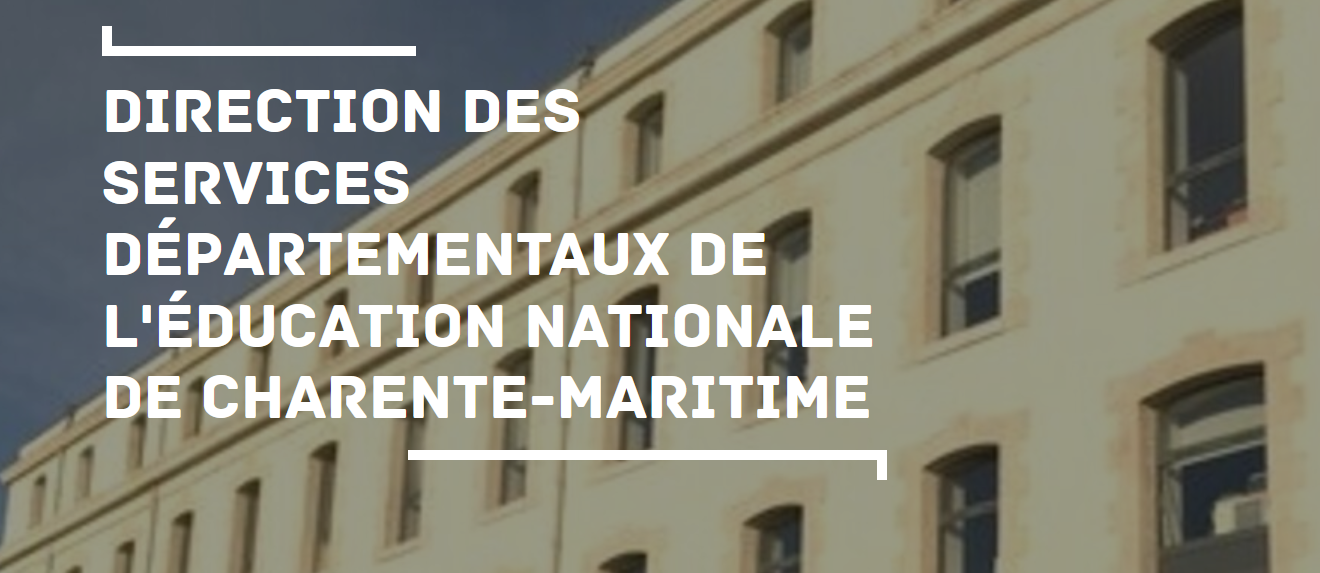 DIRECTION DES
SERVICES
DÉPARTEMENTAUX DE
L'ÉDUCATION NATIONALE
DE CHARENTE-MARITIME